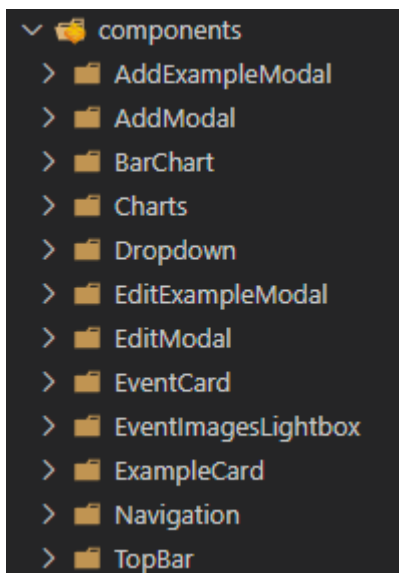 components
AddExampleModal
AddModal
BarChart
Charts
Dropdown
EditExampleModal
EditModal
EventCard
EventImagesLightbox
ExampleCard
Navigation
TopBar